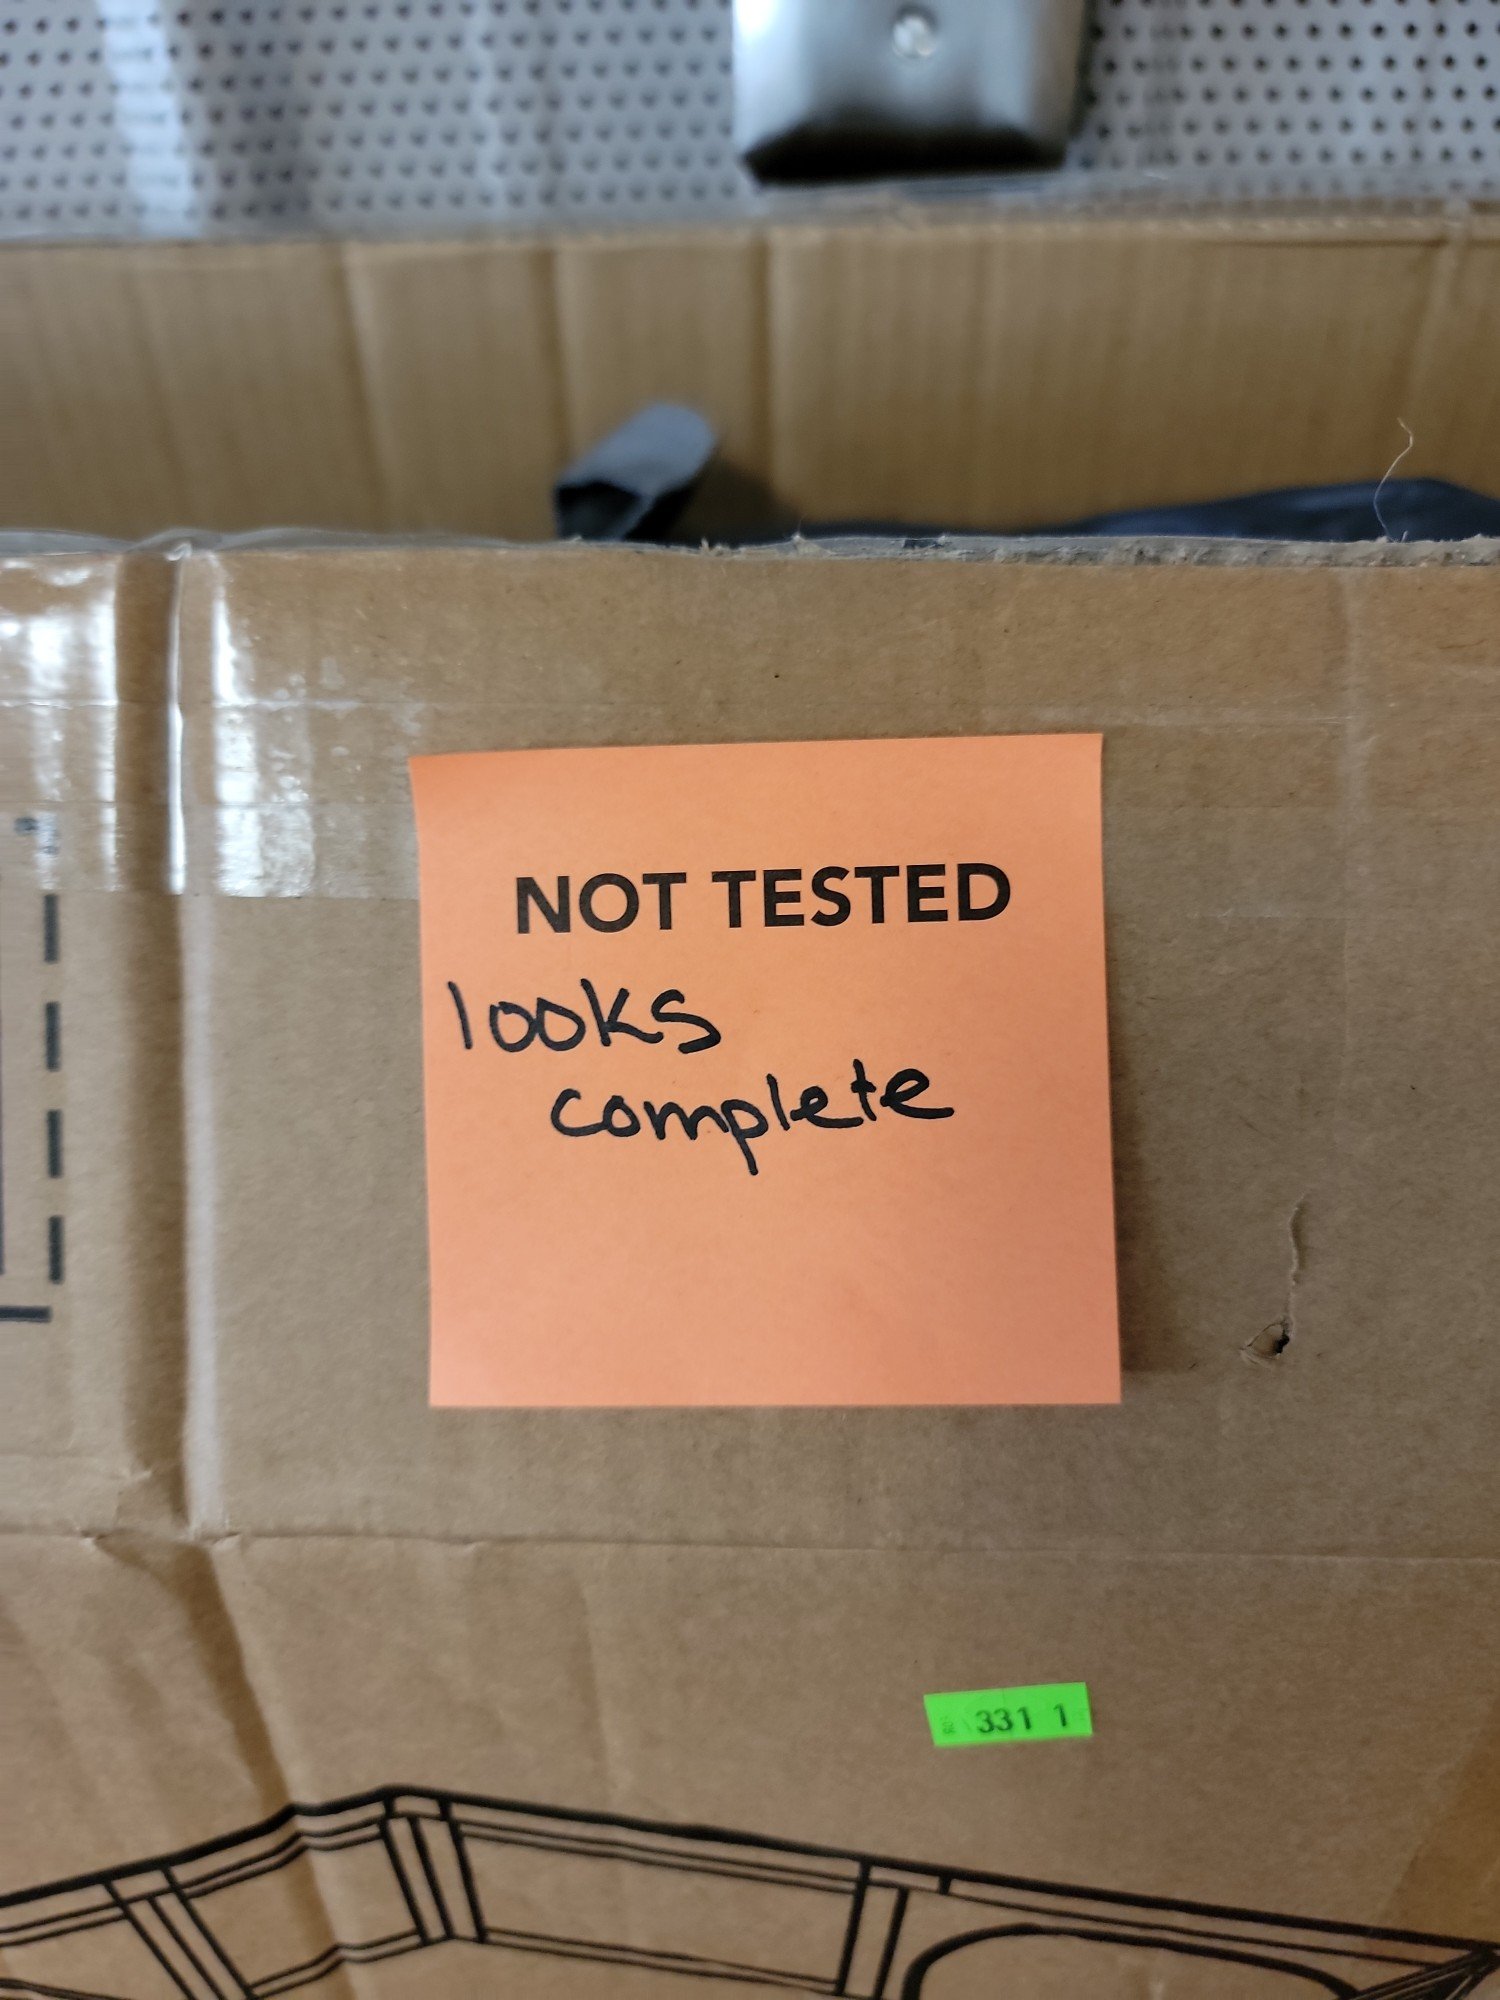 NOT TESTED
looks
complete
331 1